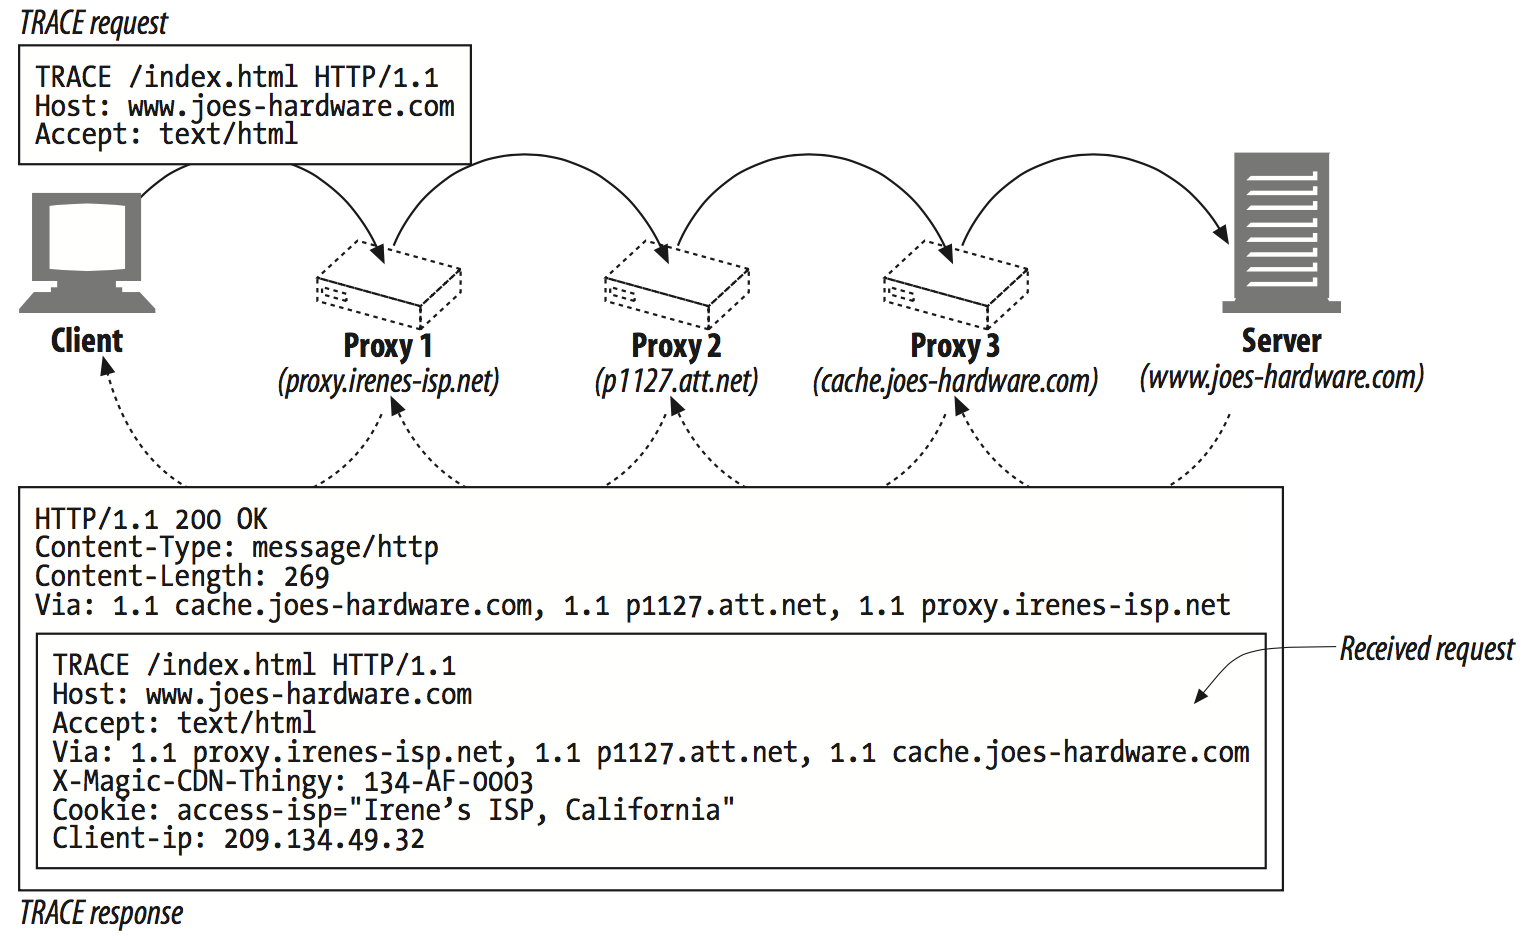 TRACE request
TRACE /index.html HTTP/1.1
Host: www.joes-hardware.com
Accept: text/html
Client
Proxy 1
(proxy.irenes-isp.net)
Proxy 2
(p1127.att.net)
Proxy 3
(cache.joes-hardware.com)
Server
(www.joes-hardware.com)
HTTP/1.1 200 OK
Content-Type: message/http
Content-Length: 269
Via: 1.1 cache.joes-hardware.com, 1.1 p1127.att.net, 1.1 proxy.irenes-isp.net
TRACE /index.html HTTP/1.1
Host: www.joes-hardware.com
Accept: text/html
Via: 1.1 proxy.irenes-isp.net, 1.1 p1127.att.net, 1.1 cache.joes-hardware.com
X-Magic-CDN-Thingy: 134-AF-0003
Cookie: access-isp="Irene’s ISP, California"
Client-ip: 209.134.49.32
Received request
TRACE response